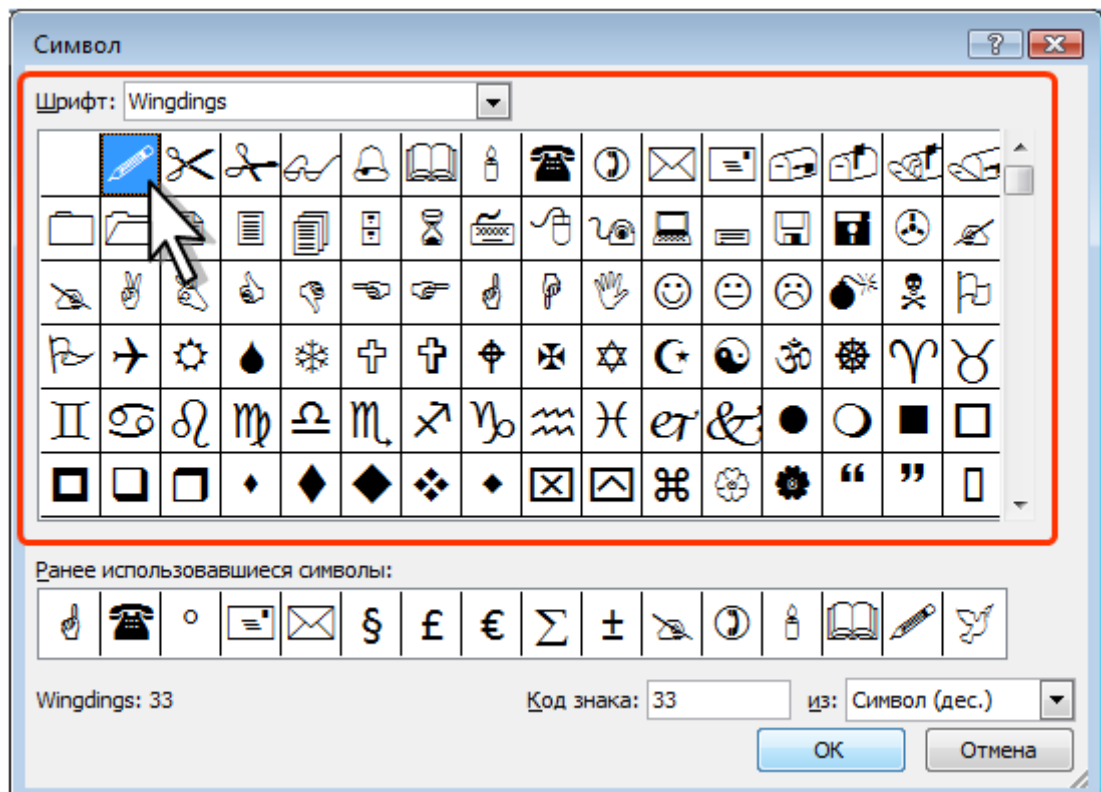 Символ
Шрифт: Wingdings
Ранее использовавшиеся символы:
§ £ € ∑ ±
Wingdings: 33
Код знака: 33
из: Символ (дес.)
ОК
Отмена